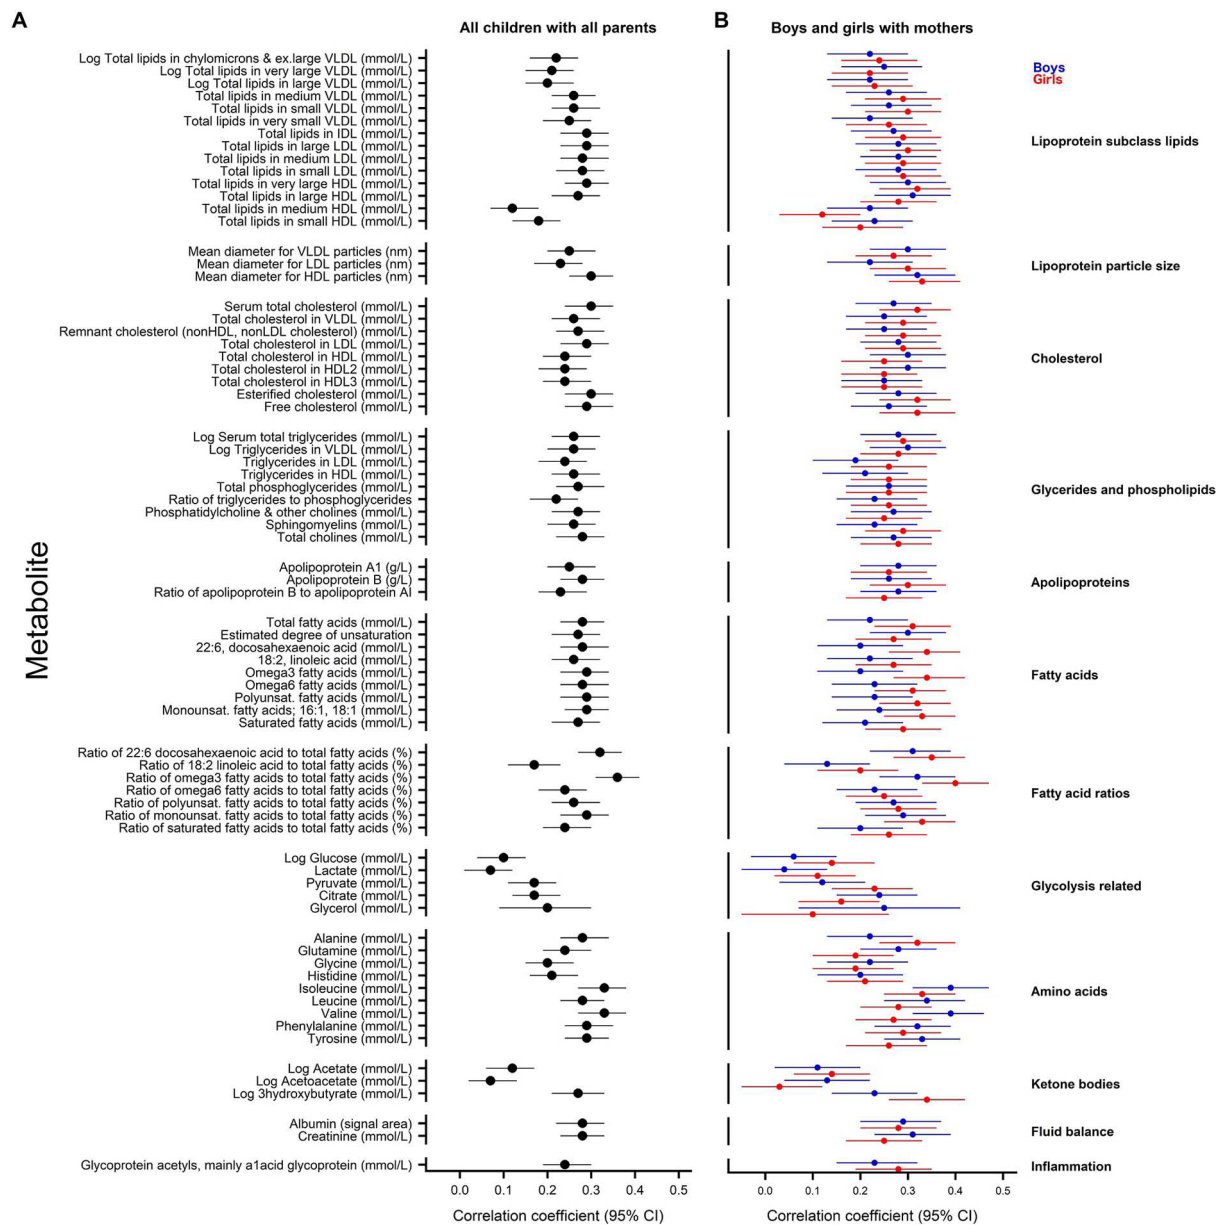 A
All children with all parents
B
Boys and girls with mothers
Boys
Girls
Metabolite
Log Total lipids in chylomicrons & ex.large VLDL (mmol/L)
Log Total lipids in very large VLDL (mmol/L)
Log Total lipids in large VLDL (mmol/L)
Total lipids in medium VLDL (mmol/L)
Total lipids in small VLDL (mmol/L)
Total lipids in very small VLDL (mmol/L)
Total lipids in IDL (mmol/L)
Total lipids in large LDL (mmol/L)
Total lipids in medium LDL (mmol/L)
Total lipids in small LDL (mmol/L)
Total lipids in very large HDL (mmol/L)
Total lipids in large HDL (mmol/L)
Total lipids in medium HDL (mmol/L)
Total lipids in small HDL (mmol/L)
Lipoprotein subclass lipids
Mean diameter for VLDL particles (nm)
Mean diameter for LDL particles (nm)
Mean diameter for HDL particles (nm)
Lipoprotein particle size
Serum total cholesterol (mmol/L)
Total cholesterol in VLDL (mmol/L)
Remnant cholesterol (nonHDL, nonLDL cholesterol) (mmol/L)
Total cholesterol in LDL (mmol/L)
Total cholesterol in HDL (mmol/L)
Total cholesterol in HDL2 (mmol/L)
Total cholesterol in HDL3 (mmol/L)
Esterified cholesterol (mmol/L)
Free cholesterol (mmol/L)
Cholesterol
Log Serum total triglycerides (mmol/L)
Log Triglycerides in VLDL (mmol/L)
Triglycerides in LDL (mmol/L)
Triglycerides in HDL (mmol/L)
Total phosphoglycerides (mmol/L)
Ratio of triglycerides to phosphoglycerides
Phosphatidylcholine & other cholines (mmol/L)
Sphingomyelins (mmol/L)
Total cholines (mmol/L)
Glycerides and phospholipids
Apolipoprotein A1 (g/L)
Apolipoprotein B (g/L)
Ratio of apolipoprotein B to apolipoprotein AI
Apolipoproteins
Total fatty acids (mmol/L)
Estimated degree of unsaturation
22:6, docosahexaenoic acid (mmol/L)
18:2, linoleic acid (mmol/L)
Omega3 fatty acids (mmol/L)
Omega6 fatty acids (mmol/L)
Polyunsat. fatty acids (mmol/L)
Monounsat. fatty acids; 16:1, 18:1 (mmol/L)
Saturated fatty acids (mmol/L)
Fatty acids
Ratio of 22:6 docosahexaenoic acid to total fatty acids (%)
Ratio of 18:2 linoleic acid to total fatty acids (%)
Ratio of omega3 fatty acids to total fatty acids (%)
Ratio of omega6 fatty acids to total fatty acids (%)
Ratio of polyunsat. fatty acids to total fatty acids (%)
Ratio of monounsat. fatty acids to total fatty acids (%)
Ratio of saturated fatty acids to total fatty acids (%)
Fatty acid ratios
Log Glucose (mmol/L)
Lactate (mmol/L)
Pyruvate (mmol/L)
Citrate (mmol/L)
Glycerol (mmol/L)
Glycolysis related
Alanine (mmol/L)
Glutamine (mmol/L)
Glycine (mmol/L)
Histidine (mmol/L)
Isoleucine (mmol/L)
Leucine (mmol/L)
Valine (mmol/L)
Phenylalanine (mmol/L)
Tyrosine (mmol/L)
Amino acids
Log Acetate (mmol/L)
Log Acetoacetate (mmol/L)
Log 3hydroxybutyrate (mmol/L)
Ketone bodies
Albumin (signal area)
Creatinine (mmol/L)
Fluid balance
Glycoprotein acetyls, mainly a1acid glycoprotein (mmol/L)
Inflammation
0.0 0.1 0.2 0.3 0.4 0.5
0.0 0.1 0.2 0.3 0.4 0.5
Correlation coefficient (95% CI)
Correlation coefficient (95% CI)